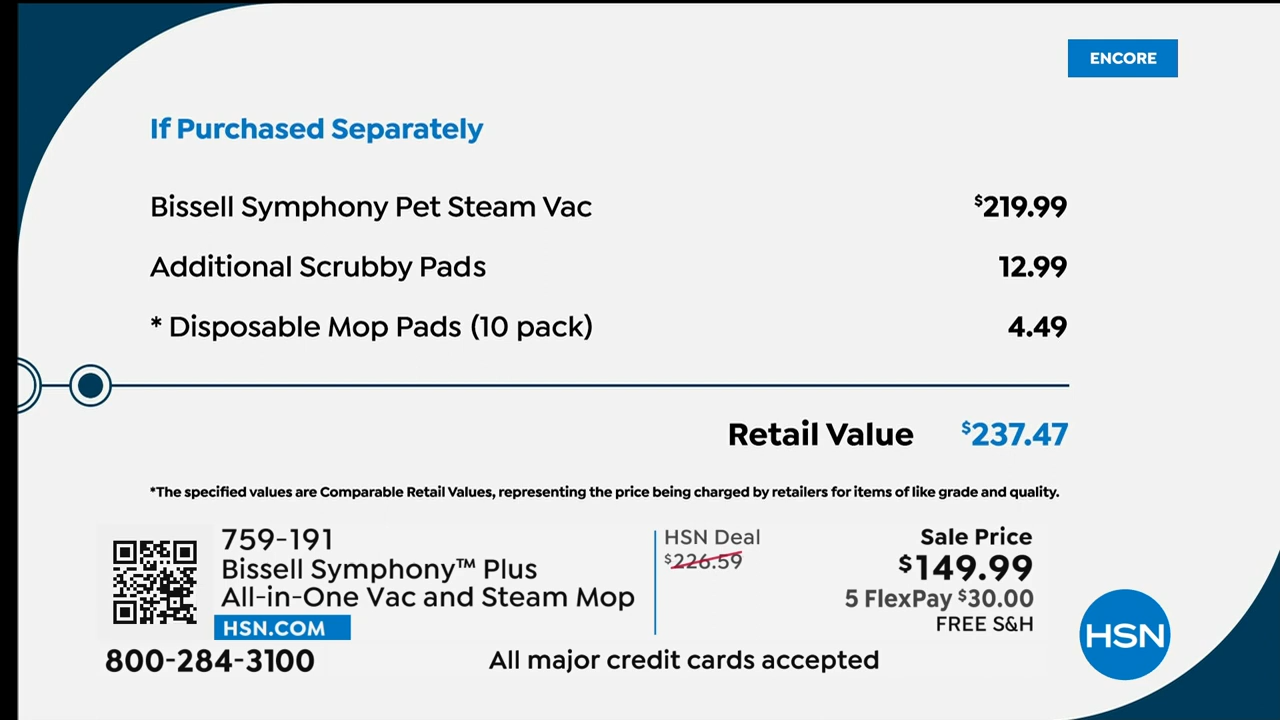 ENCORE
If Purchased Separately
Bissell Symphony Pet Steam Vac $219.99
Additional Scrubby Pads 12.99
* Disposable Mop Pads (10 pack) 4.49
Retail Value $237.47
*The specified values are Comparable Retail Values, representing the price being charged by retailers for items of like grade and quality.
759-191
Bissell Symphony™ Plus
All-in-One Vac and Steam Mop
HSN.COM
HSN Deal
$226.59
Sale Price
$149.99
5 FlexPay $30.00
FREE S&H
HSN
800-284-3100
All major credit cards accepted